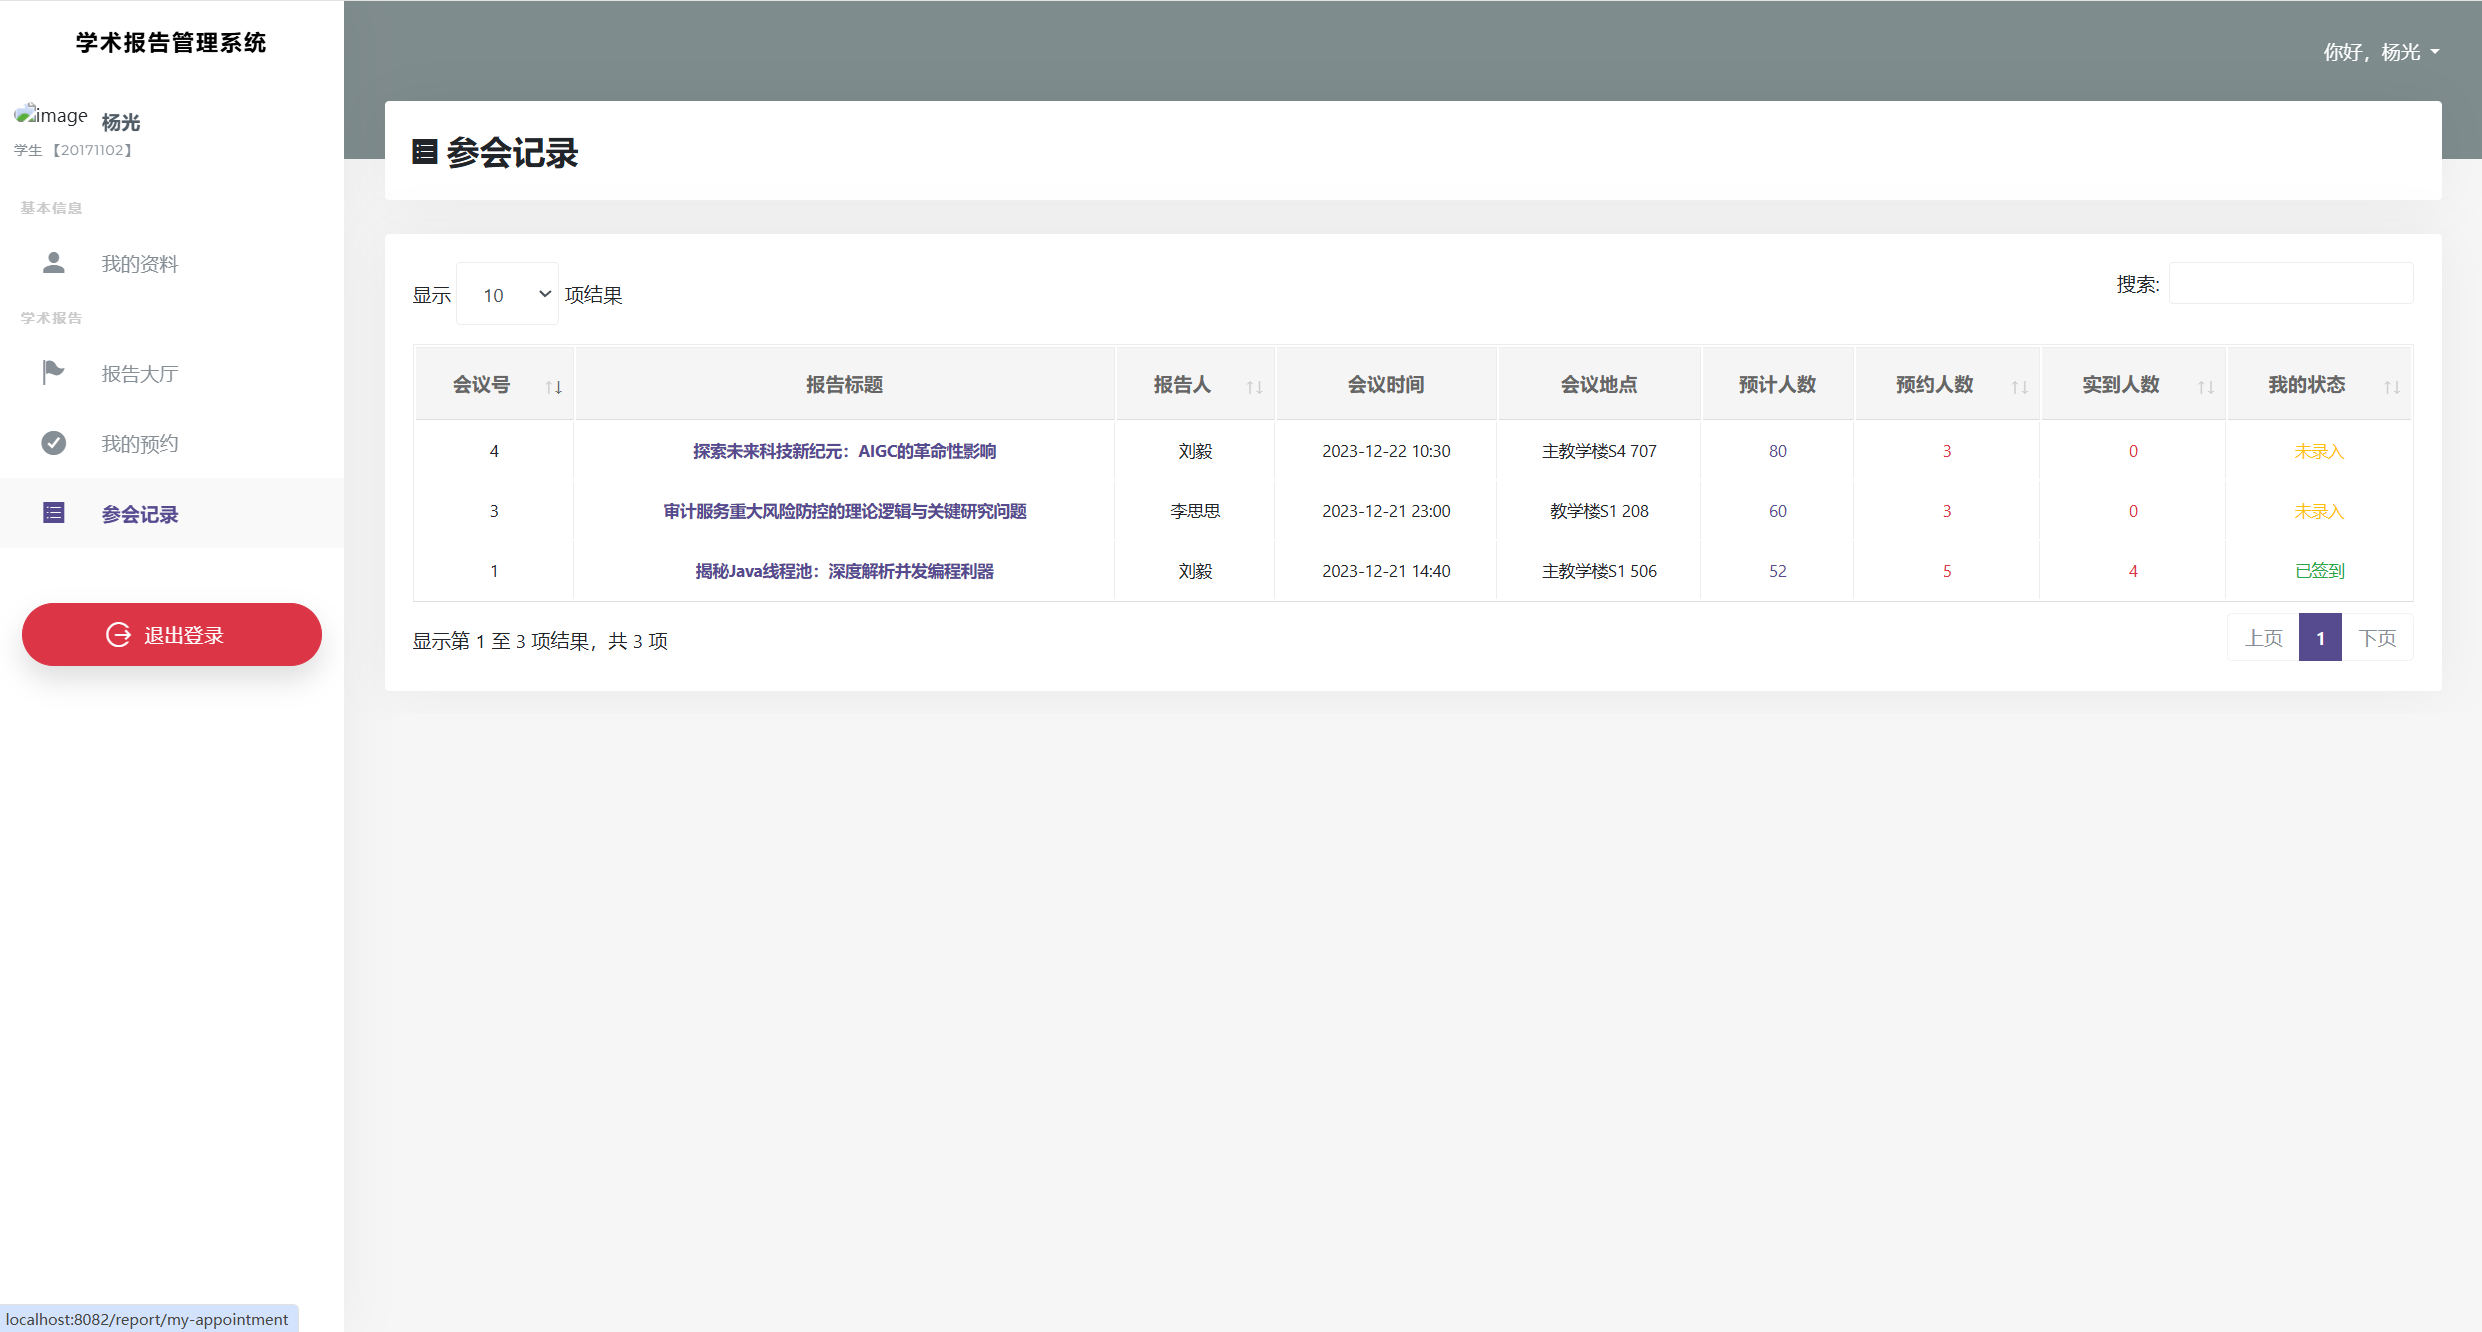 学术报告管理系统
你好，杨光
image 杨光
学生 【20171102】
基本信息
我的资料
学术报告
报告大厅
我的预约
参会记录
退出登录
参会记录
显示 10 项结果
搜索:
会议号 报告标题 报告人 会议时间 会议地点 预计人数 预约人数 实到人数 我的状态
4 探索未来科技新纪元：AIGC的革命性影响 刘毅 2023-12-22 10:30 主教学楼S4 707 80 3 0 未录入
3 审计服务重大风险防控的理论逻辑与关键研究问题 李思思 2023-12-21 23:00 教学楼S1 208 60 3 0 未录入
1 揭秘Java线程池：深度解析并发编程利器 刘毅 2023-12-21 14:40 主教学楼S1 506 52 5 4 已签到
显示第 1 至 3 项结果，共 3 项
上页 1 下页
localhost:8082/report/my-appointment